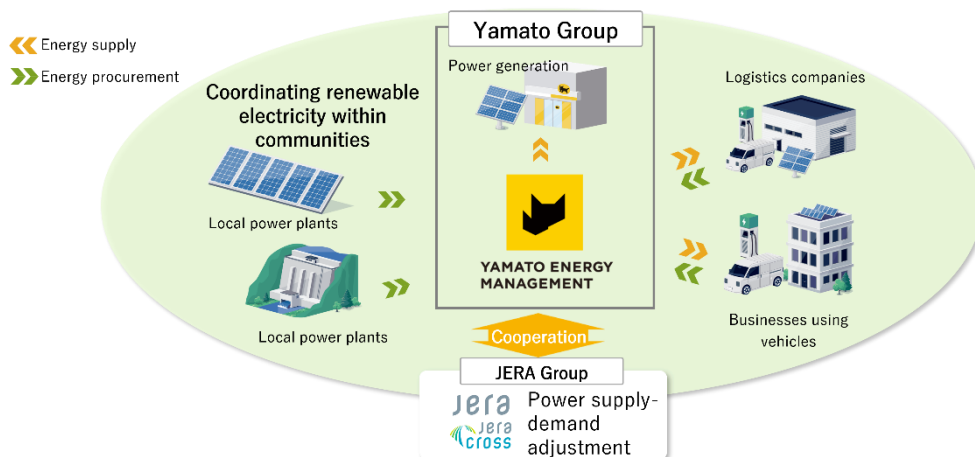 Energy supply
Energy procurement
Yamato Group
Power generation
Coordinating renewable
electricity within
communities
Local power plants
Local power plants
YAMATO ENERGY
MANAGEMENT
Logistics companies
Businesses using
vehicles
Cooperation
JERA Group
Jera
Jera
cross
Power supply-
demand
adjustment